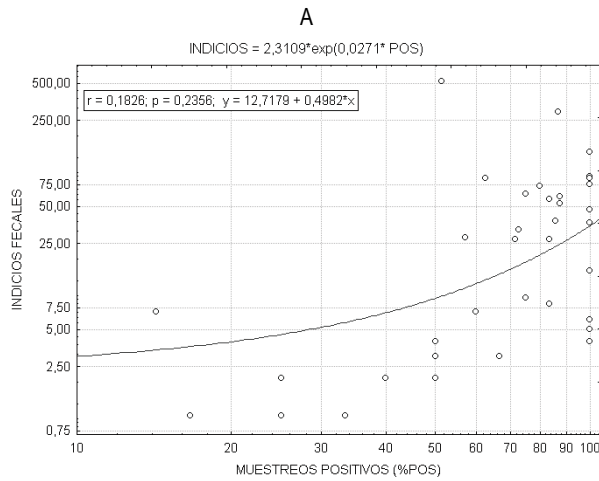 A
INDICIOS = 2,3109*exp(0,0271* POS)
r = 0,1826; p = 0,2356; y = 12,7179 + 0,4982*x
INDICIOS FECALES
500,00
250,00
75,00
50,00
25,00
7,50
5,00
2,50
0,75
10 20 30 40 50 60 70 80 90 100
MUESTREOS POSITIVOS (%POS)